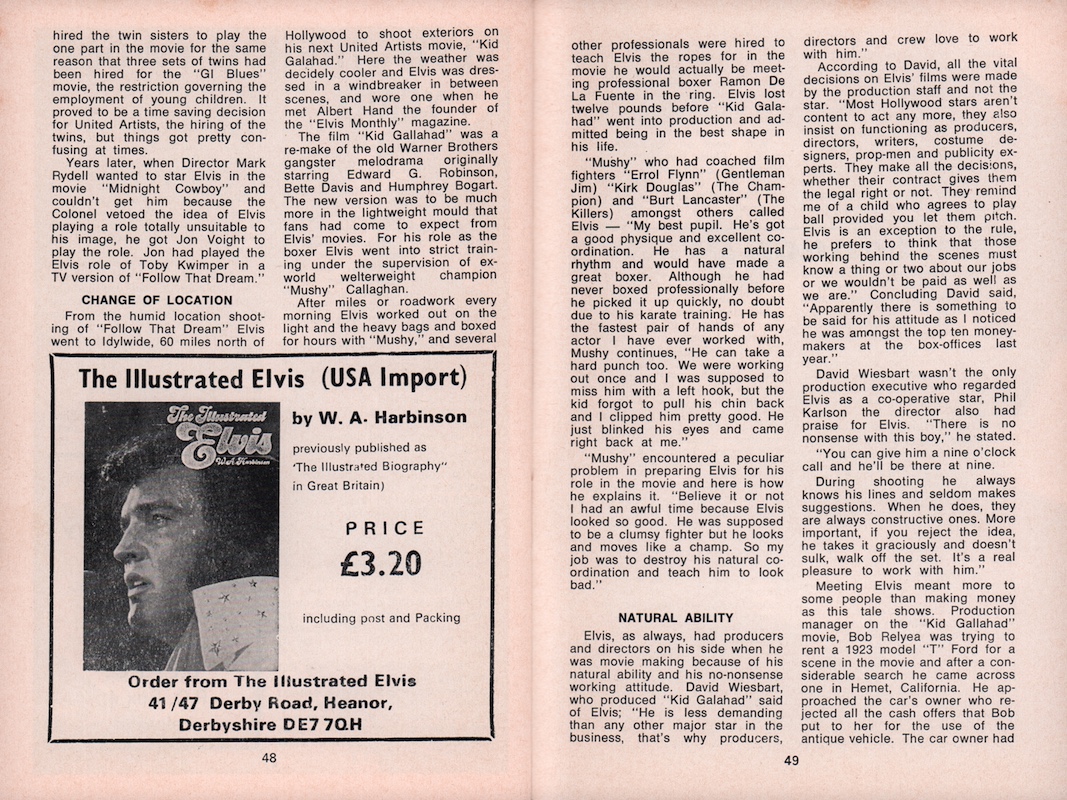 hired the twin sisters to play the
one part in the movie for the same
reason that three sets of twins had
been hired for the "GI Blues"
movie, the restriction governing the
employment of young children. It
proved to be a time saving decision
for United Artists, the hiring of the
twins, but things got pretty con-
fusing at times.
Years later, when Director Mark
Rydell wanted to star Elvis in the
movie "Midnight Cowboy" and
couldn't get him because the
Colonel vetoed the idea of Elvis
playing a role totally unsuitable to
his image, he got Jon Voight to
play the role. Jon had played the
Elvis role of Toby Kwimper in a
TV version of "Follow That Dream."
CHANGE OF LOCATION
From the humid location shoot-
ing of "Follow That Dream" Elvis
went to Idylwide, 60 miles north of
Hollywood to shoot exteriors on
his next United Artists movie, "Kid
Galahad." Here the weather was
decidely cooler and Elvis was dres-
sed in a windbreaker in between
scenes, and wore one when he
met Albert Hand the founder of
the "Elvis Monthly" magazine.
The film "Kid Gallahad" was a
re-make of the old Warner Brothers
gangster melodrama originally
starring Edward G. Robinson,
Bette Davis and Humphrey Bogart.
The new version was to be much
more in the lightweight mould that
fans had come to expect from
Elvis' movies. For his role as the
boxer Elvis went into strict train-
ing under the supervision of ex-
world welterweight champion
"Mushy" Callaghan.
After miles or roadwork every
morning Elvis worked out on the
light and the heavy bags and boxed
for hours with "Mushy," and several
The Illustrated Elvis (USA Import)
The Illustrated
Elvis
W.A. Harbinson
by W. A. Harbinson
previously published as
'The Illustrated Biography"
in Great Britain)
PRICE
£3.20
including post and Packing
Order from The Illustrated Elvis
41/47 Derby Road, Heanor,
Derbyshire DE7 7QH
48
other professionals were hired to
teach Elvis the ropes for in the
movie he would actually be meet-
ing professional boxer Ramon De
La Fuente in the ring. Elvis lost
twelve pounds before "Kid Gala-
had" went into production and ad-
mitted being in the best shape in
his life.
"Mushy" who had coached film
fighters "Errol Flynn" (Gentleman
Jim) "Kirk Douglas" (The Cham-
pion) and "Burt Lancaster" (The
Killers) amongst others called
Elvis — "My best pupil. He's got
a good physique and excellent co-
ordination. He has a natural
rhythm and would have made a
great boxer. Although he had
never boxed professionally before
he picked it up quickly, no doubt
due to his karate training. He has
the fastest pair of hands of any
actor I have ever worked with,
Mushy continues, "He can take a
hard punch too. We were working
out once and I was supposed to
miss him with a left hook, but the
kid forgot to pull his chin back
and I clipped him pretty good. He
just blinked his eyes and came
right back at me."
"Mushy" encountered a peculiar
problem in preparing Elvis for his
role in the movie and here is how
he explains it. "Believe it or not
I had an awful time because Elvis
looked so good. He was supposed
to be a clumsy fighter but he looks
and moves like a champ. So my
job was to destroy his natural co-
ordination and teach him to look
bad."
NATURAL ABILITY
Elvis, as always, had producers
and directors on his side when he
was movie making because of his
natural ability and his no-nonsense
working attitude. David Wiesbart,
who produced "Kid Galahad" said
of Elvis; "He is less demanding
than any other major star in the
business, that's why producers,
directors and crew love to work
with him."
According to David, all the vital
decisions on Elvis' films were made
by the production staff and not the
star. "Most Hollywood stars aren't
content to act any more, they also
insist on functioning as producers,
directors, writers, costume de-
signers, prop-men and publicity ex-
perts. They make all the decisions,
whether their contract gives them
the legal right or not. They remind
me of a child who agrees to play
ball provided you let them pitch.
Elvis is an exception to the rule,
he prefers to think that those
working behind the scenes must
know a thing or two about our jobs
or we wouldn't be paid as well as
we are." Concluding David said,
"Apparently there is something to
be said for his attitude as I noticed
he was amongst the top ten money-
makers at the box-offices last
year."
David Wiesbart wasn't the only
production executive who regarded
Elvis as a co-operative star, Phil
Karlson the director also had
praise for Elvis. "There is no
nonsense with this boy," he stated.
"You can give him a nine o'clock
call and he'll be there at nine.
During shooting he always
knows his lines and seldom makes
suggestions. When he does, they
are always constructive ones. More
important, if you reject the idea,
he takes it graciously and doesn't
sulk, walk off the set. It's a real
pleasure to work with him."
Meeting Elvis meant more to
some people than making money
as this tale shows. Production
manager on the "Kid Gallahad"
movie, Bob Relyea was trying to
rent a 1923 model "T" Ford for a
scene in the movie and after a con-
siderable search he came across
one in Hemet, California. He ap-
proached the car's owner who re-
jected all the cash offers that Bob
put to her for the use of the
antique vehicle. The car owner had
49